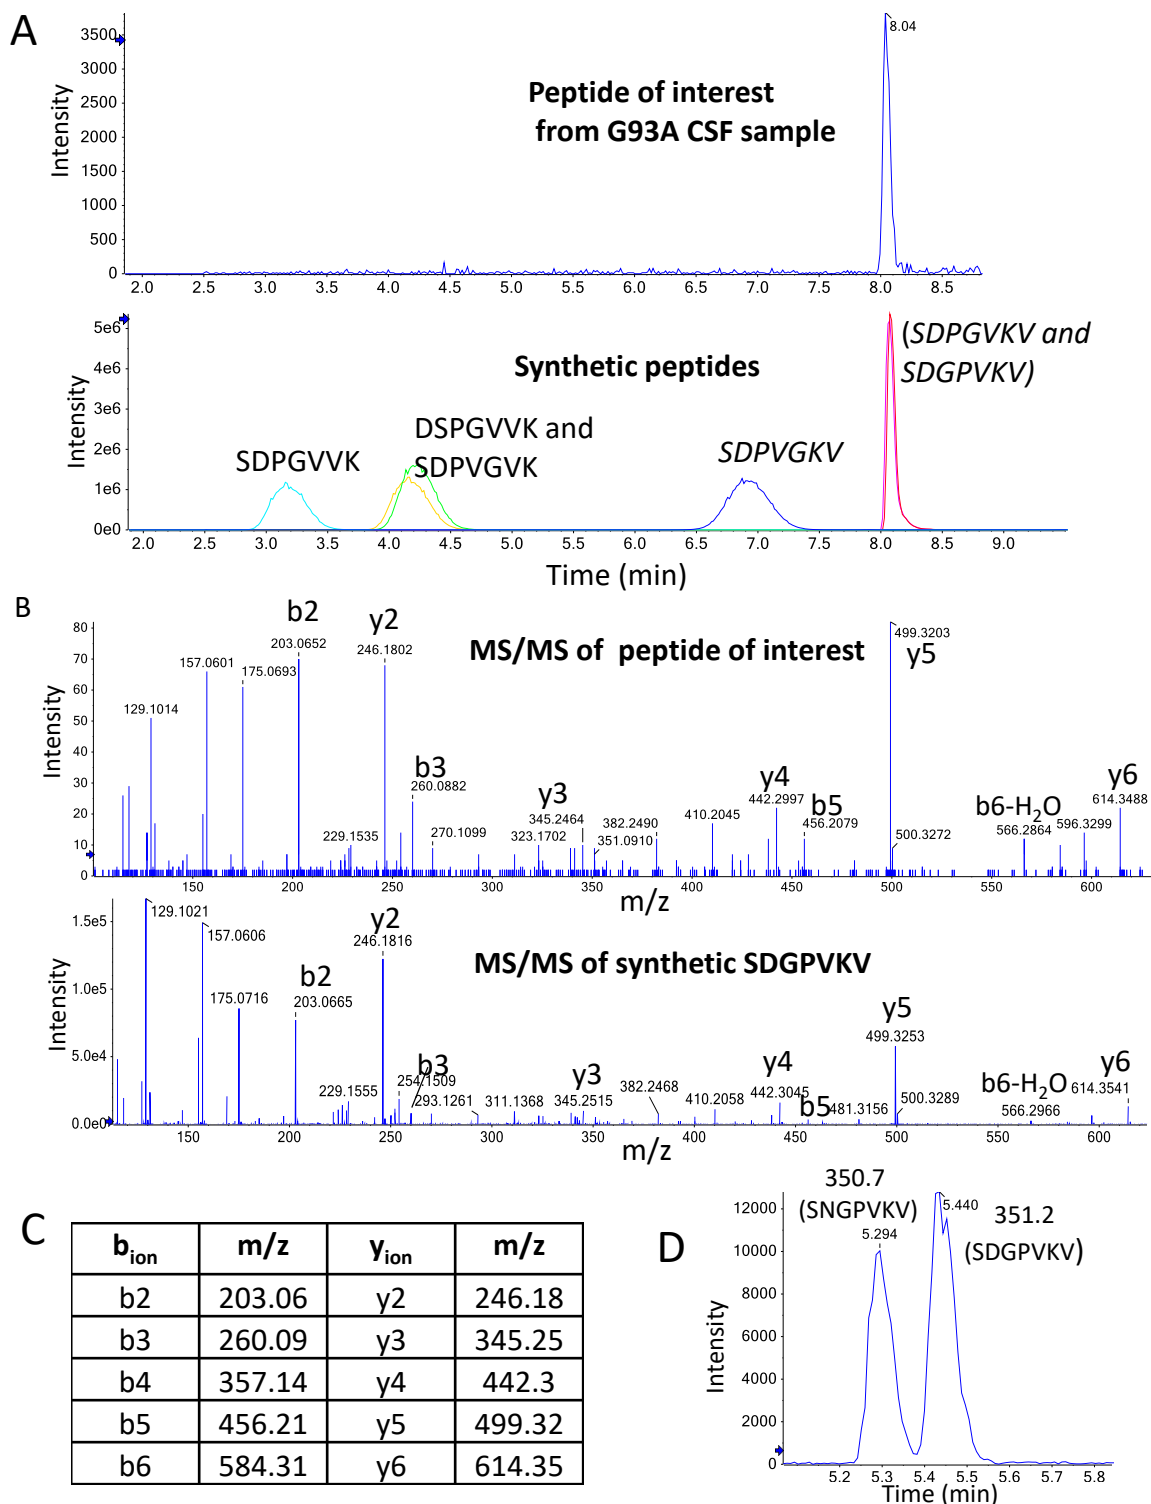 A
Intensity
3500
3000
2500
2000
1500
1000
500
0
8.04
Peptide of interest
from G93A CSF sample
2.0 2.5 3.0 3.5 4.0 4.5 5.0 5.5 6.0 6.5 7.0 7.5 8.0 8.5
Intensity
5e6
4e6
3e6
2e6
1e6
0e0
Synthetic peptides
(SDPGVKV and
SDGPVKV)
SDPGVVK
DSPGVVK and
SDPVGVK
SDPVGKV
2.0 2.5 3.0 3.5 4.0 4.5 5.0 5.5 6.0 6.5 7.0 7.5 8.0 8.5 9.0
Time (min)
B
Intensity
80
70
60
50
40
30
20
10
0
MS/MS of peptide of interest
129.1014
157.0601
175.0693
b2
203.0652
229.1535
y2
246.1802
b3
260.0882
270.1099
323.1702
y3
345.2464
351.0910
382.2490
410.2045
y4
442.2997
b5
456.2079
499.3203
y5
500.3272
b6-H2O
566.2864
596.3299
y6
614.3488
150 200 250 300 350 400 450 500 550 600
m/z
Intensity
1.5e5
1.0e5
5.0e4
0.0e0
MS/MS of synthetic SDGPVKV
129.1021
157.0606
175.0716
b2
203.0665
229.1555
y2
246.1816
254.1509
b3
293.1261
311.1368
y3
345.2515
382.2468
410.2058
y4
442.3045
b5
481.3156
y5
499.3253
500.3289
b6-H2O
566.2966
y6
614.3541
150 200 250 300 350 400 450 500 550 600
m/z
C
bion m/z yion m/z
b2 203.06 y2 246.18
b3 260.09 y3 345.25
b4 357.14 y4 442.3
b5 456.21 y5 499.32
b6 584.31 y6 614.35
D
Intensity
12000
10000
8000
6000
4000
2000
0
350.7
(SNGPVKV)
5.294
5.440
351.2
(SDGPVKV)
5.2 5.3 5.4 5.5 5.6 5.7 5.8
Time (min)